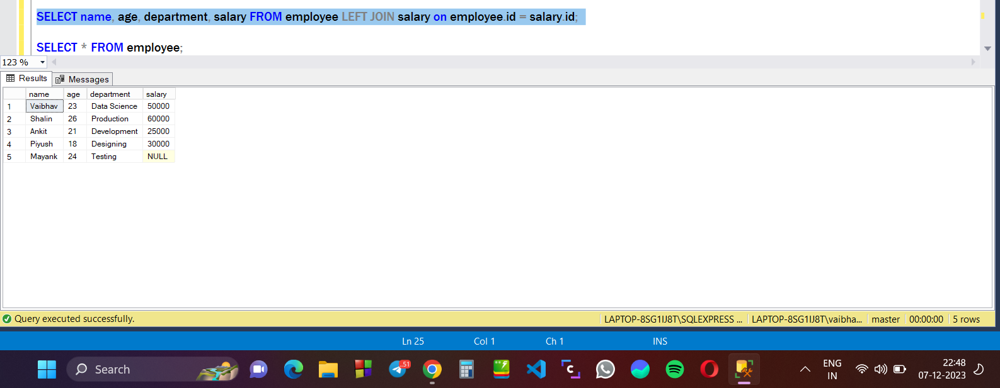 SELECT name, age, department, salary FROM employee LEFT JOIN salary on employee.id = salary.id;
SELECT * FROM employee;
123 %
Results Messages
name age department salary
1 Vaibhav 23 Data Science 50000
2 Shalin 26 Production 60000
3 Ankit 21 Development 25000
4 Piyush 18 Designing 30000
5 Mayank 24 Testing NULL
Query executed successfully. LAPTOP-8SG1IJ8T\SQLEXPRESS ... LAPTOP-8SG1IJ8T\vaibha... master 00:00:00 5 rows
Ln 25 Col 1 Ch 1 INS
Search ..51 C ENG 22:48
IN 07-12-2023